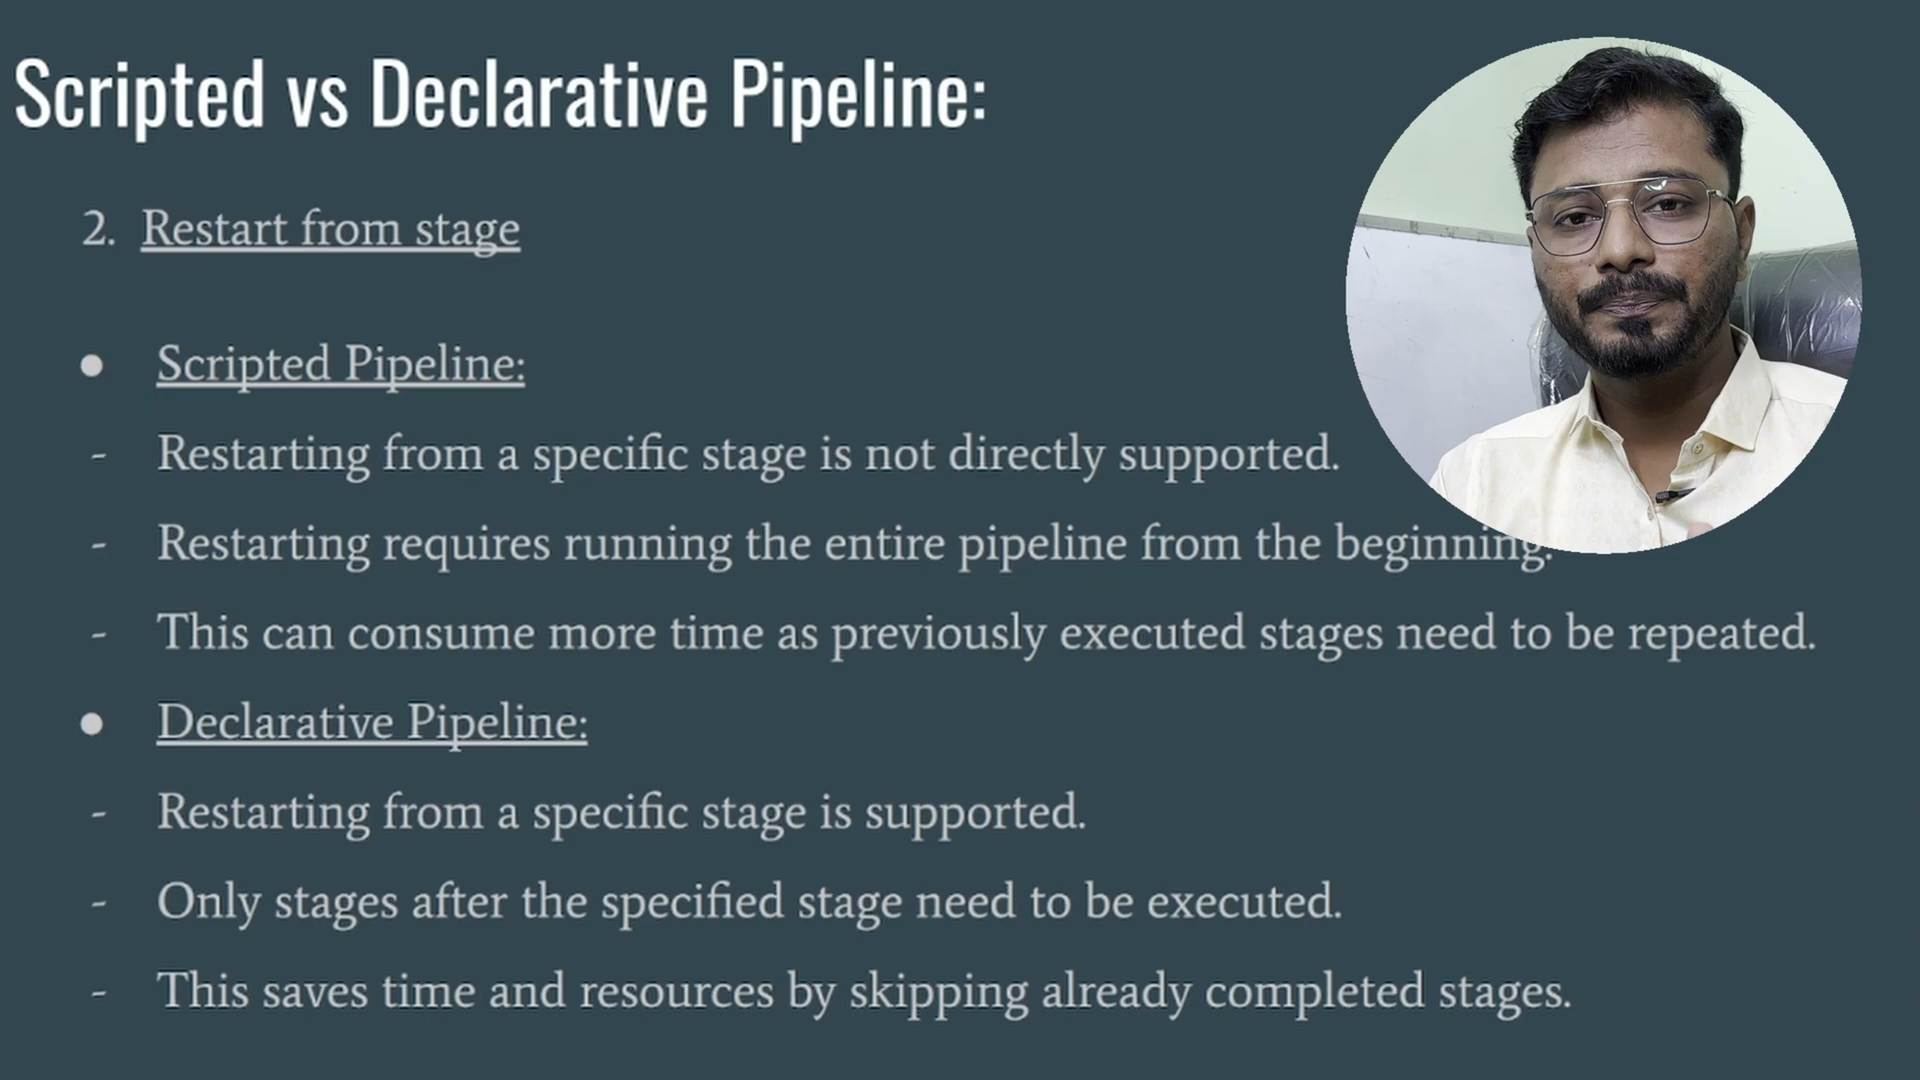 Scripted vs Declarative Pipeline:
2. Restart from stage
● Scripted Pipeline:
- Restarting from a specific stage is not directly supported.
- Restarting requires running the entire pipeline from the beginning.
- This can consume more time as previously executed stages need to be repeated.
● Declarative Pipeline:
- Restarting from a specific stage is supported.
- Only stages after the specified stage need to be executed.
- This saves time and resources by skipping already completed stages.